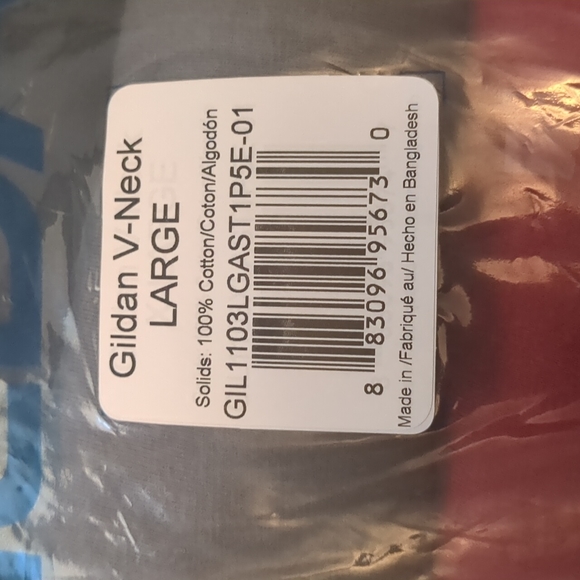 Gildan V-Neck
LARGE
Solids: 100% Cotton/Coton/Algodón
GIL1103LGAST1P5E-01
8 83096 95673 0
Made in /Fabriqué au/ Hecho en Bangladesh